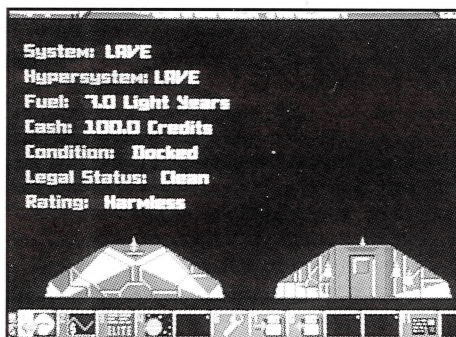 System: LAVE
Hypersystem: LAVE
Fuel: 7.0 Light Years
Cash: 100.0 Credits
Condition: Docked
Legal Status: Clean
Rating: Harmless
ELITE